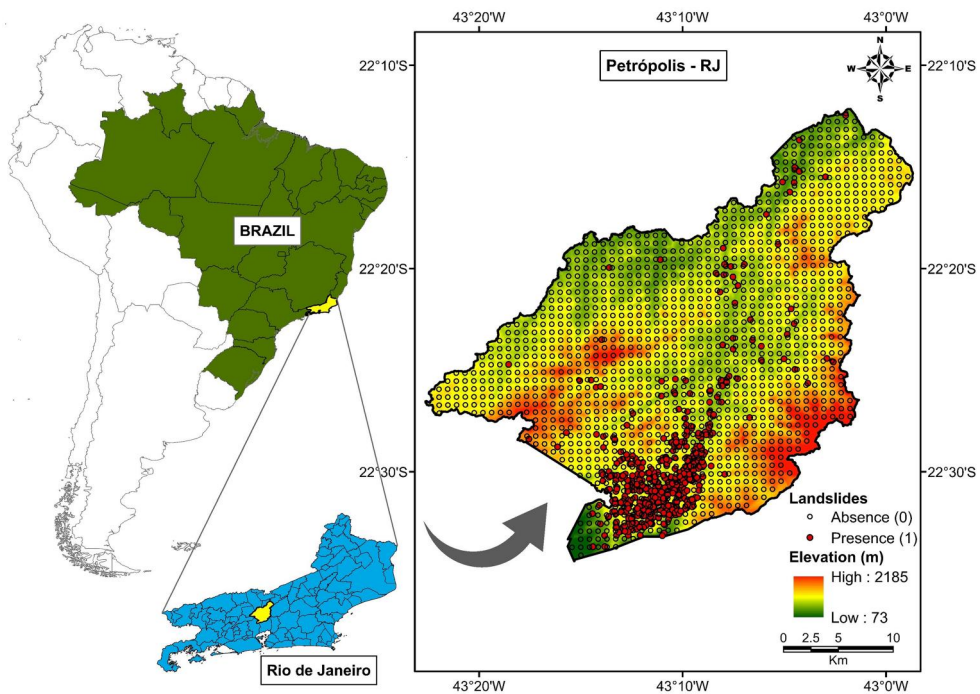 43°20'W 43°10'W 43°0'W
Petrópolis - RJ
N
W E
S
22°10'S 22°10'S
BRAZIL
22°20'S 22°20'S
22°30'S 22°30'S
Landslides
Absence (0)
Presence (1)
Elevation (m)
High : 2185
Low : 73
0 2.5 5 10
Km
Rio de Janeiro
43°20'W 43°10'W 43°0'W